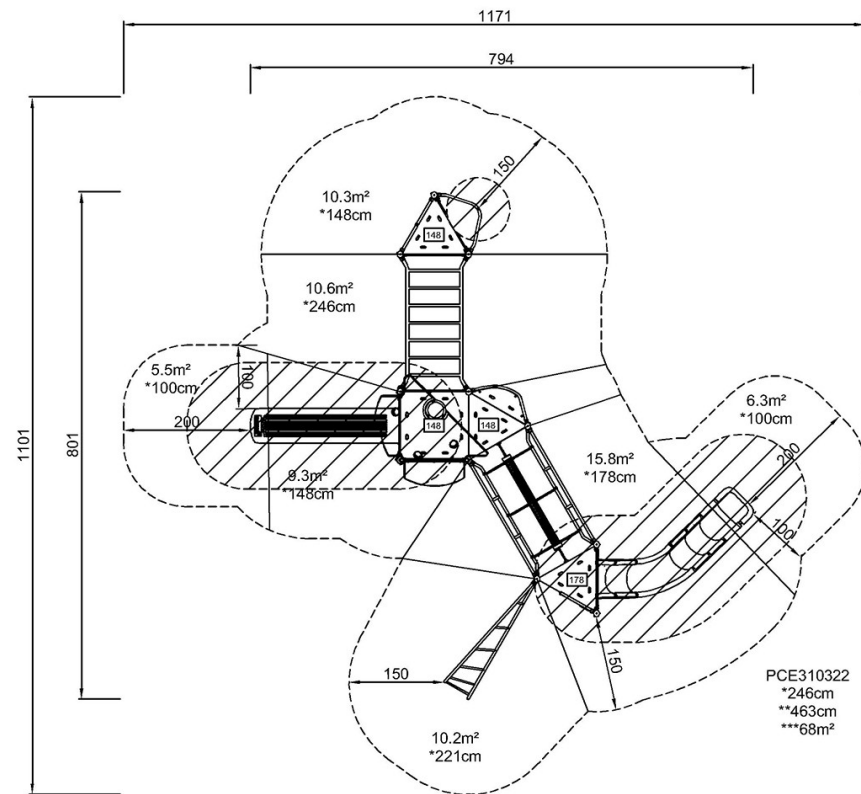 1171
794
150
10.3m²
*148cm
148
10.6m²
*246cm
5.5m²
*100cm
100
200
1101
801
148
148
6.3m²
*100cm
200
15.8m²
*178cm
9.3m²
*148cm
100
178
150
150
PCE310322
*246cm
**463cm
***68m²
10.2m²
*221cm